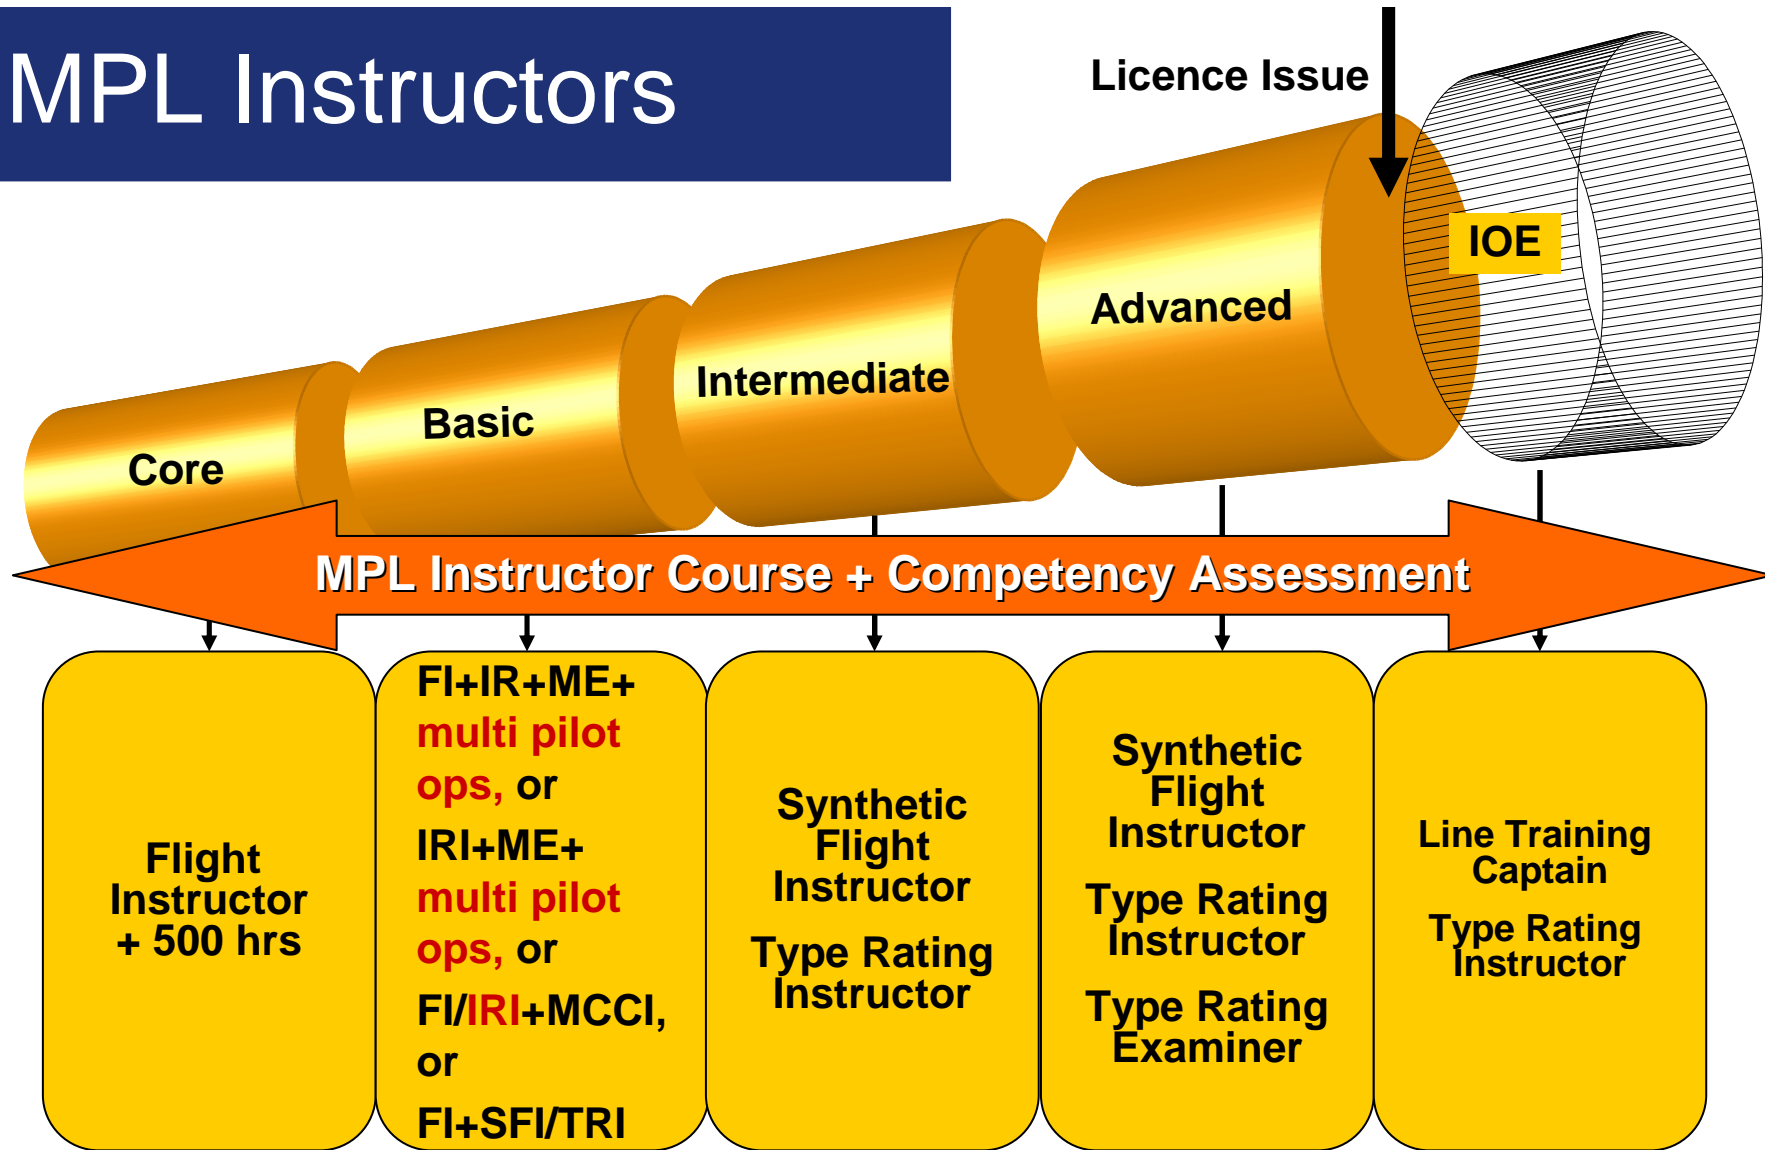 MPL Instructors
Licence Issue
IOE
Advanced
Intermediate
Basic
Core
MPL Instructor Course + Competency Assessment
Flight
Instructor
+ 500 hrs
FI+IR+ME+
multi pilot
ops, or
IRI+ME+
multi pilot
ops, or
FI/IRI+MCCI,
or
FI+SFI/TRI
Synthetic
Flight
Instructor
Type Rating
Instructor
Synthetic
Flight
Instructor
Type Rating
Instructor
Type Rating
Examiner
Line Training
Captain
Type Rating
Instructor